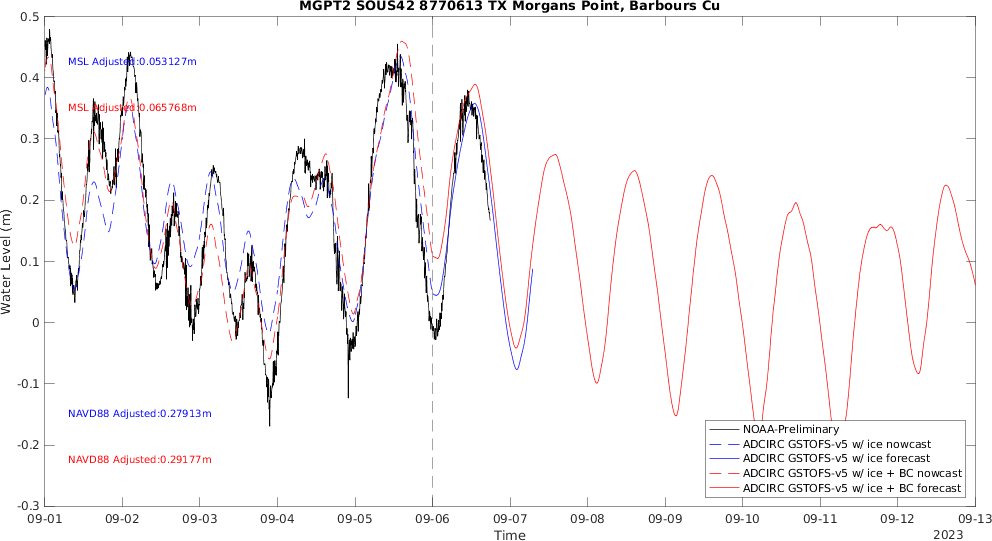 MGPT2 SOUS42 8770613 TX Morgans Point, Barbours Cu
0.5
0.4
0.3
0.2
0.1
0
-0.1
-0.2
-0.3
Water Level (m)
MSL Adjusted:0.053127m
MSL Adjusted:0.065768m
NAVD88 Adjusted:0.27913m
NAVD88 Adjusted:0.29177m
NOAA-Preliminary
ADCIRC GSTOFS-v5 w/ ice nowcast
ADCIRC GSTOFS-v5 w/ ice forecast
ADCIRC GSTOFS-v5 w/ ice + BC nowcast
ADCIRC GSTOFS-v5 w/ ice + BC forecast
09-01 09-02 09-03 09-04 09-05 09-06 09-07 09-08 09-09 09-10 09-11 09-12 09-13
Time
2023